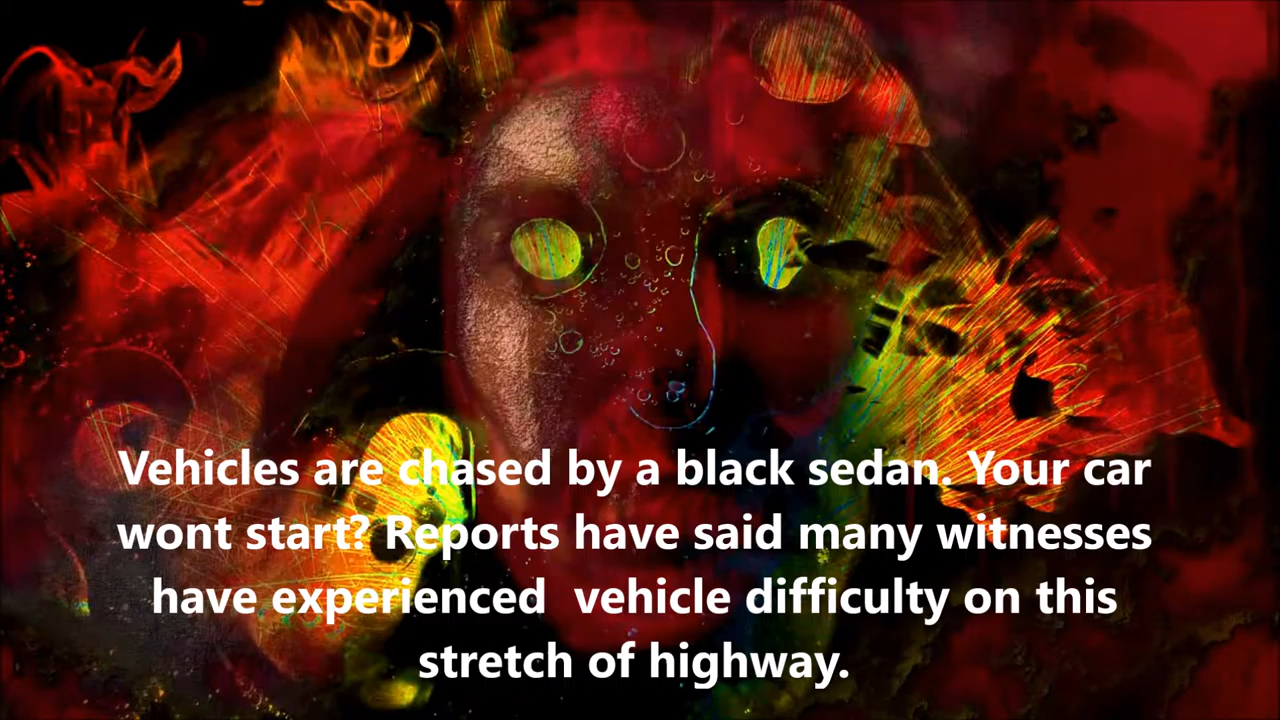 Vehicles are chased by a black sedan. Your car
wont start? Reports have said many witnesses
have experienced  vehicle difficulty on this
stretch of highway.